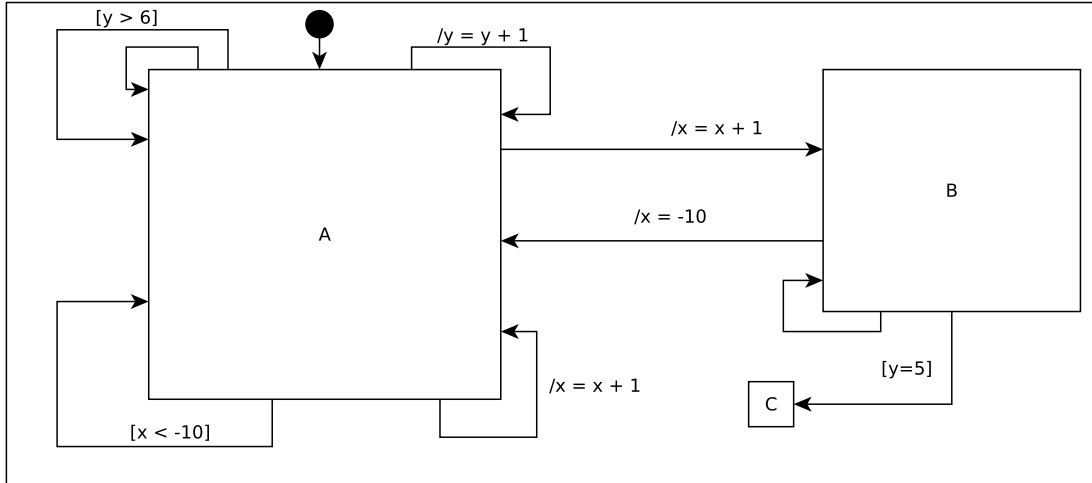 [y > 6]
/y = y + 1
/x = x + 1
B
/x = -10
A
[y=5]
/x = x + 1
C
[x < -10]